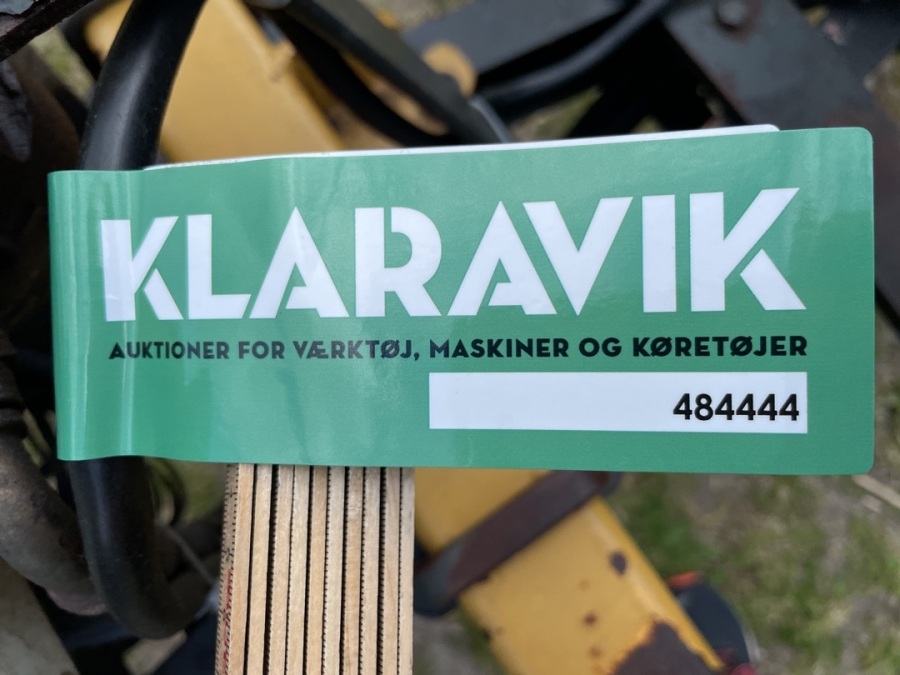 KLARAVIK
AUKTIONER FOR VÆRKTØJ, MASKINER OG KØRETØJER
484444